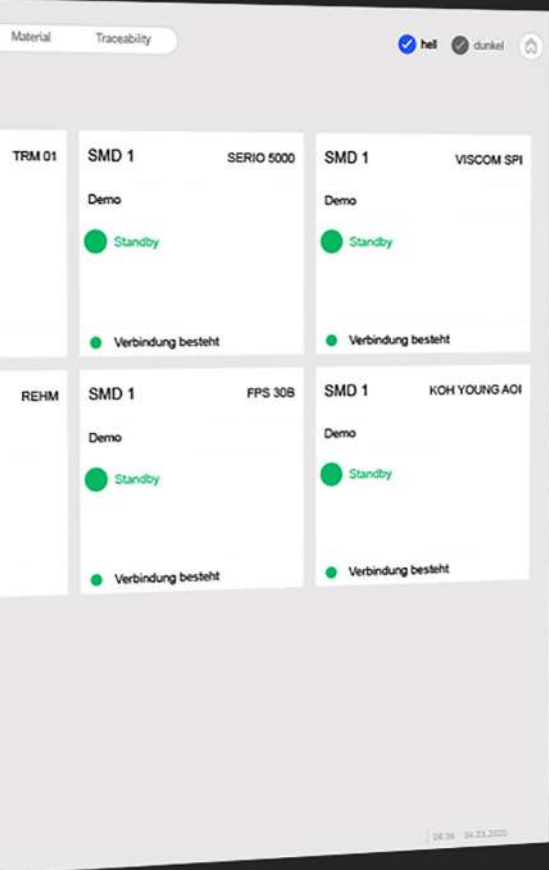 Material Traceability hell dunkel
TRM 01
SMD 1 SERIO 5000
Demo
Standby
Verbindung besteht
SMD 1 VISCOM SPI
Demo
Standby
Verbindung besteht
REHM
SMD 1 FPS 30B
Demo
Standby
Verbindung besteht
SMD 1 KOH YOUNG AOI
Demo
Standby
Verbindung besteht